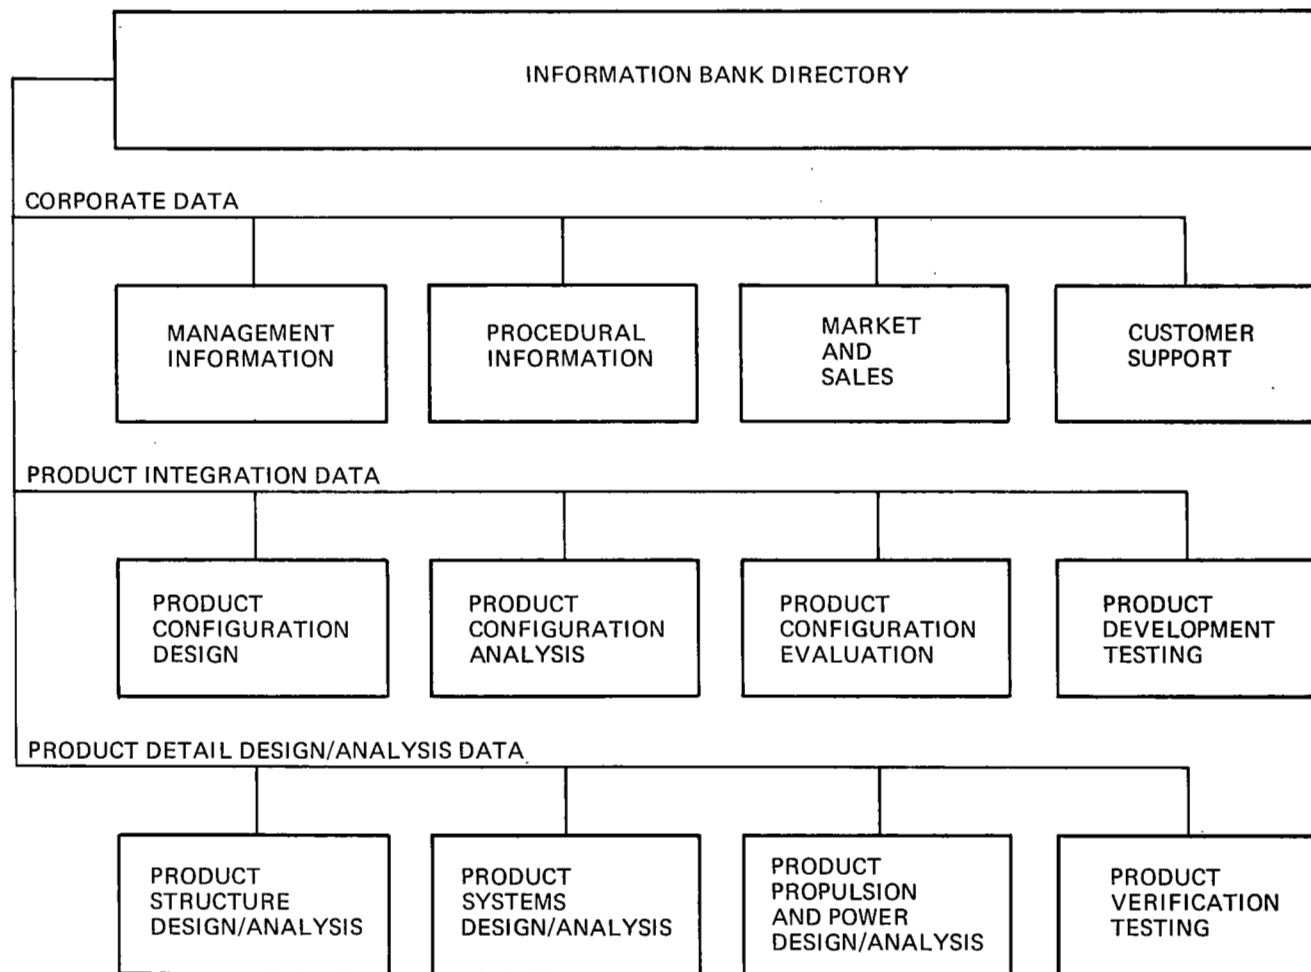 INFORMATION BANK DIRECTORY
CORPORATE DATA
MANAGEMENT
INFORMATION
PROCEDURAL
INFORMATION
MARKET
AND
SALES
CUSTOMER
SUPPORT
PRODUCT INTEGRATION DATA
PRODUCT
CONFIGURATION
DESIGN
PRODUCT
CONFIGURATION
ANALYSIS
PRODUCT
CONFIGURATION
EVALUATION
PRODUCT
DEVELOPMENT
TESTING
PRODUCT DETAIL DESIGN/ANALYSIS DATA
PRODUCT
STRUCTURE
DESIGN/ANALYSIS
PRODUCT
SYSTEMS
DESIGN/ANALYSIS
PRODUCT
PROPULSION
AND POWER
DESIGN/ANALYSIS
PRODUCT
VERIFICATION
TESTING